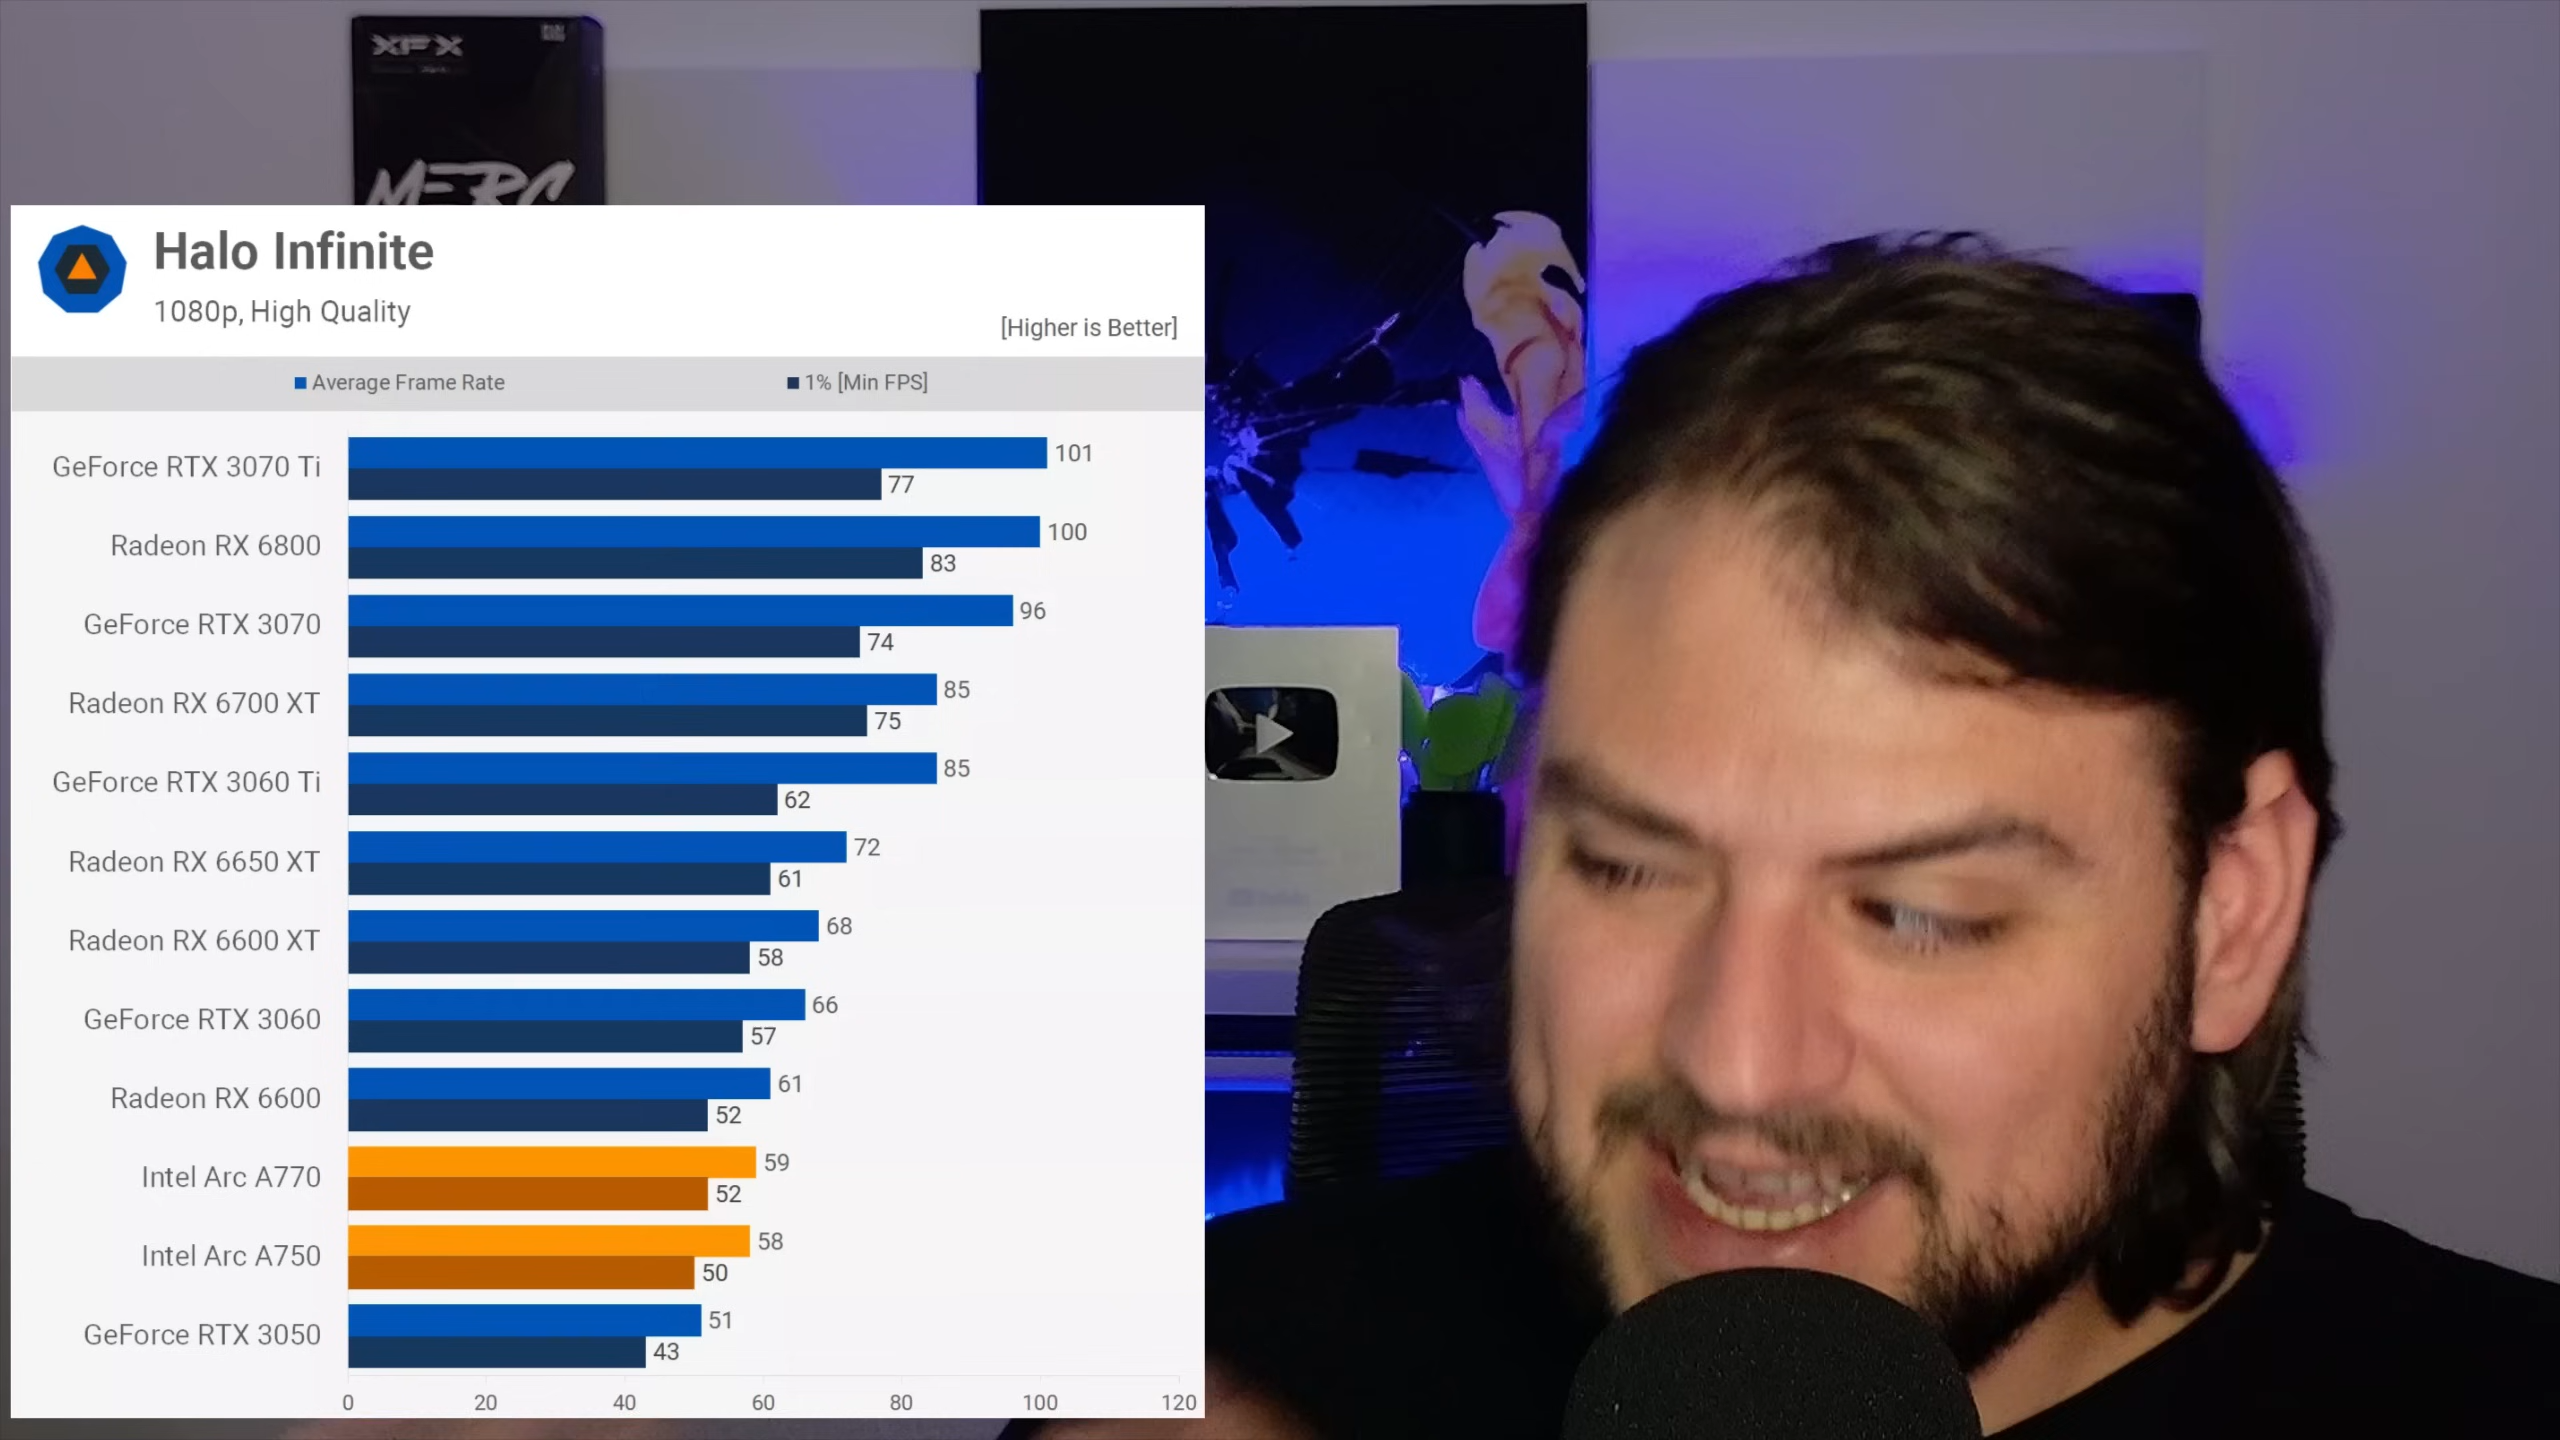 XFX
MERC
Halo Infinite
1080p, High Quality
[Higher is Better]
Average Frame Rate
1% [Min FPS]
GeForce RTX 3070 Ti
101
77
Radeon RX 6800
100
83
GeForce RTX 3070
96
74
Radeon RX 6700 XT
85
75
GeForce RTX 3060 Ti
85
62
Radeon RX 6650 XT
72
61
Radeon RX 6600 XT
68
58
GeForce RTX 3060
66
57
Radeon RX 6600
61
52
Intel Arc A770
59
52
Intel Arc A750
58
50
GeForce RTX 3050
51
43
0 20 40 60 80 100 120